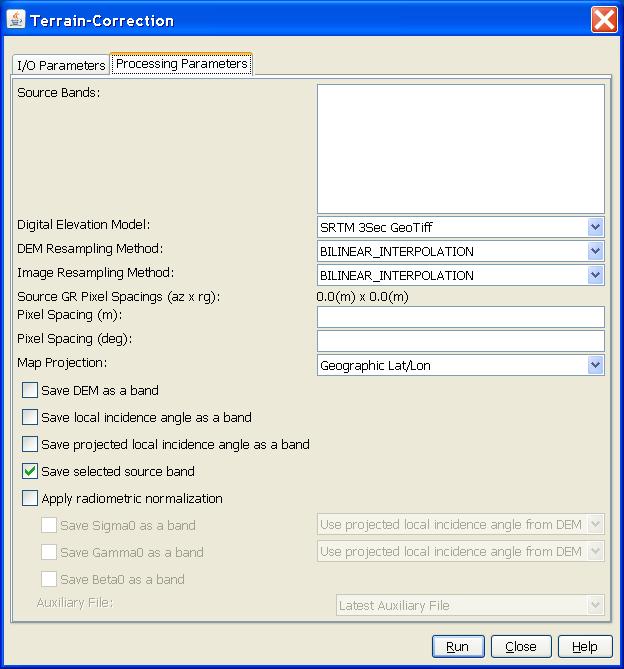 Terrain-Correction
I/O Parameters Processing Parameters
Source Bands:
Digital Elevation Model: SRTM 3Sec GeoTiff
DEM Resampling Method: BILINEAR_INTERPOLATION
Image Resampling Method: BILINEAR_INTERPOLATION
Source GR Pixel Spacings (az x rg): 0.0(m) x 0.0(m)
Pixel Spacing (m):
Pixel Spacing (deg):
Map Projection: Geographic Lat/Lon
Save DEM as a band
Save local incidence angle as a band
Save projected local incidence angle as a band
Save selected source band
Apply radiometric normalization
Save Sigma0 as a band Use projected local incidence angle from DEM
Save Gamma0 as a band Use projected local incidence angle from DEM
Save Beta0 as a band
Auxiliary File: Latest Auxiliary File
Run Close Help